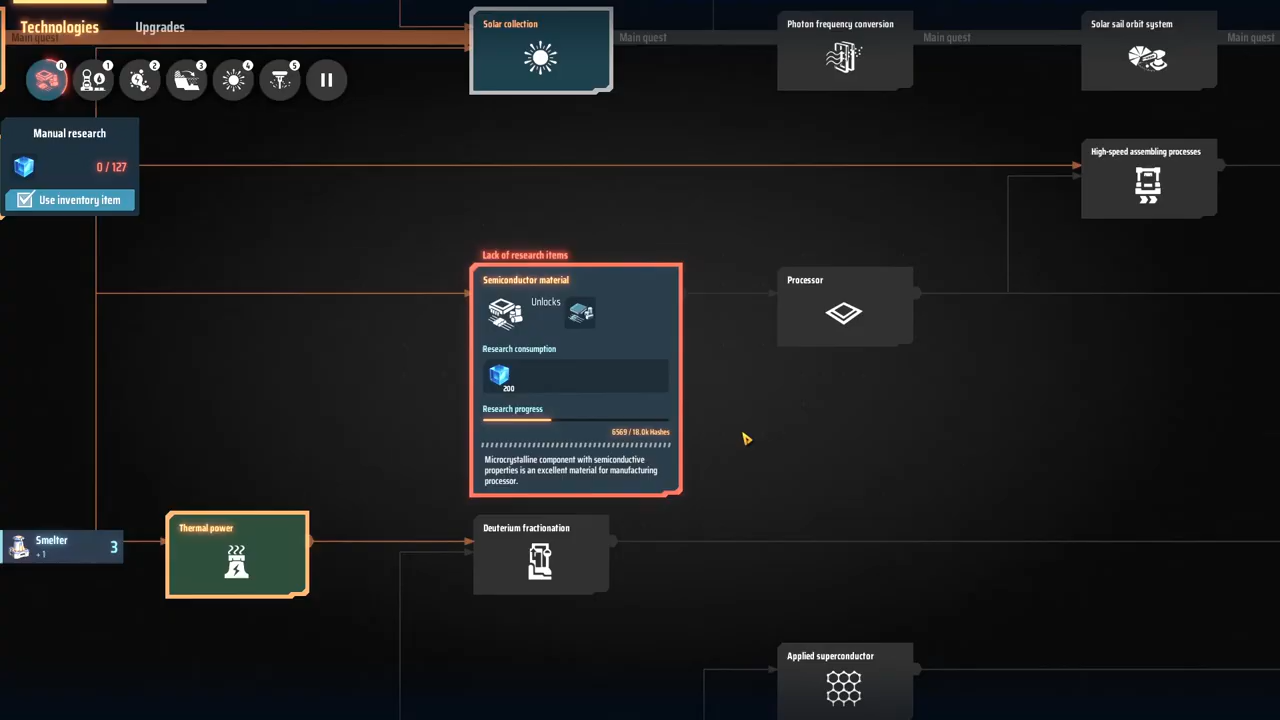 Technologies
Upgrades
Main quest
Solar collection
Main quest
Photon frequency conversion
Main quest
Solar sail orbit system
Main quest
0
1
2
3
4
5
Manual research
0 / 127
Use inventory item
High-speed assembling processes
Lack of research items
Semiconductor material
Unlocks
Research consumption
200
Research progress
6569 / 18.0k Hashes
Microcrystalline component with semiconductive
properties is an excellent material for manufacturing
processor.
Processor
Smelter
+1
3
Thermal power
Deuterium fractionation
Applied superconductor